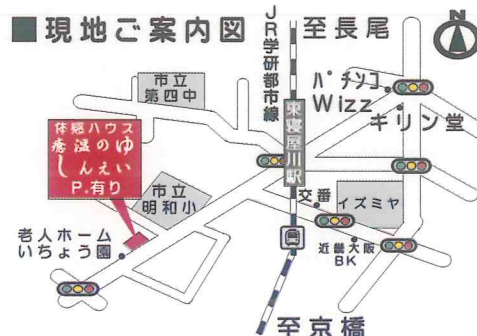 ■現地ご案内図
JR学研都市線
至長尾
N
市立
第四中
パチンコ
Wizz
キリン堂
東寝屋川駅
体感ハウス
癒温のゆ
しんえい
P.有り
市立
明和小
交番
イズミヤ
老人ホーム
いちょう園
近畿大阪
BK
至京橋